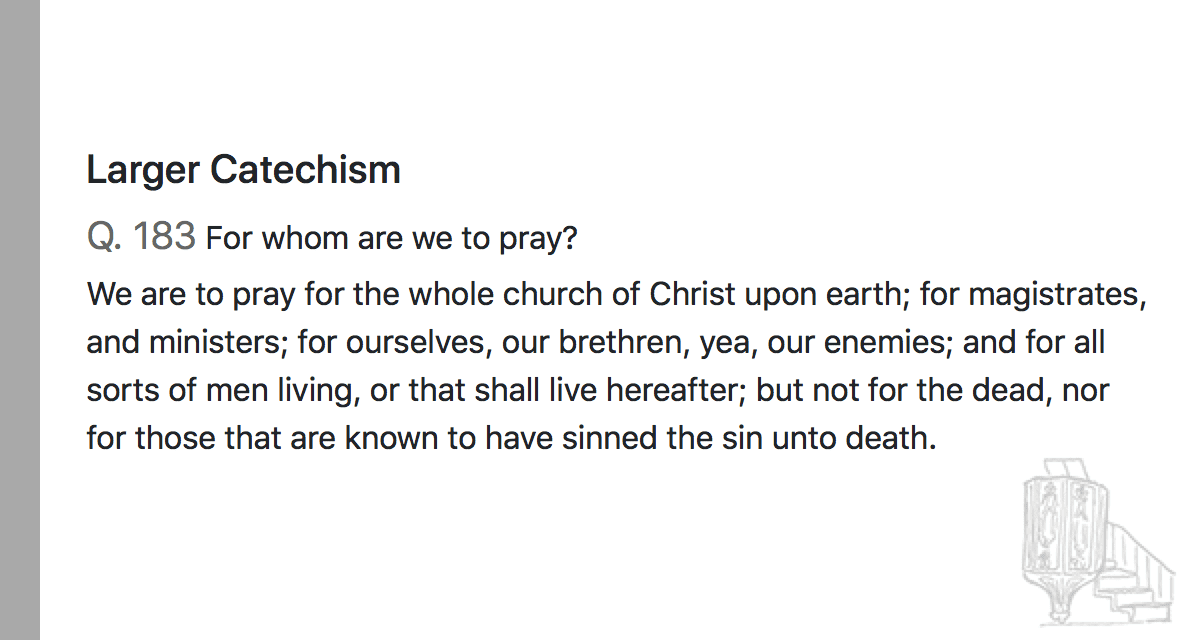 Larger Catechism
Q. 183 For whom are we to pray?
We are to pray for the whole church of Christ upon earth; for magistrates,
and ministers; for ourselves, our brethren, yea, our enemies; and for all
sorts of men living, or that shall live hereafter; but not for the dead, nor
for those that are known to have sinned the sin unto death.